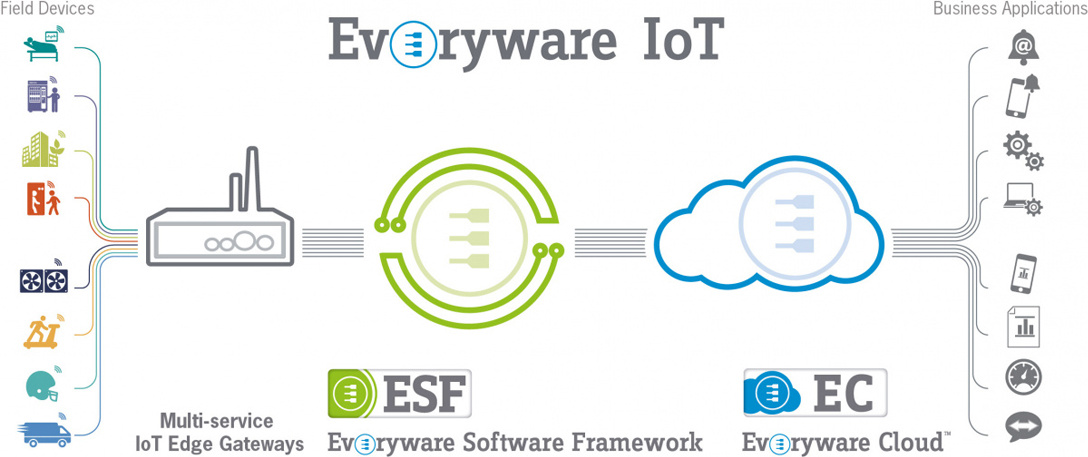 Field Devices
Business Applications
Everyware IoT
@
ESF
EC
Multi-service
IoT Edge Gateways
Everyware Software Framework
Everyware Cloud™